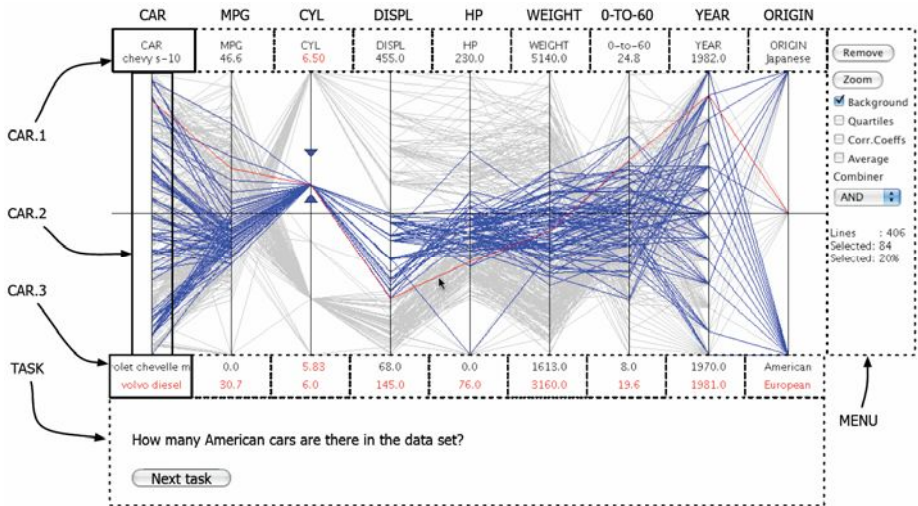 CAR MPG CYL DISPL HP WEIGHT 0-TO-60 YEAR ORIGIN
CAR MPG CYL DISPL HP WEIGHT 0-to-60 YEAR ORIGIN
chevy s-10 46.6 6.50 455.0 230.0 5140.0 24.8 1982.0 Japanese
Remove
Zoom
Background
Quartiles
Corr.Coeffs
Average
Combiner
AND
Lines : 406
Selected: 84
Selected: 20%
CAR.1
CAR.2
CAR.3
TASK
MENU
olet chevelle m 0.0 5.83 68.0 0.0 1613.0 8.0 1970.0 American
volvo diesel 30.7 6.0 145.0 76.0 3160.0 19.6 1981.0 European
How many American cars are there in the data set?
Next task